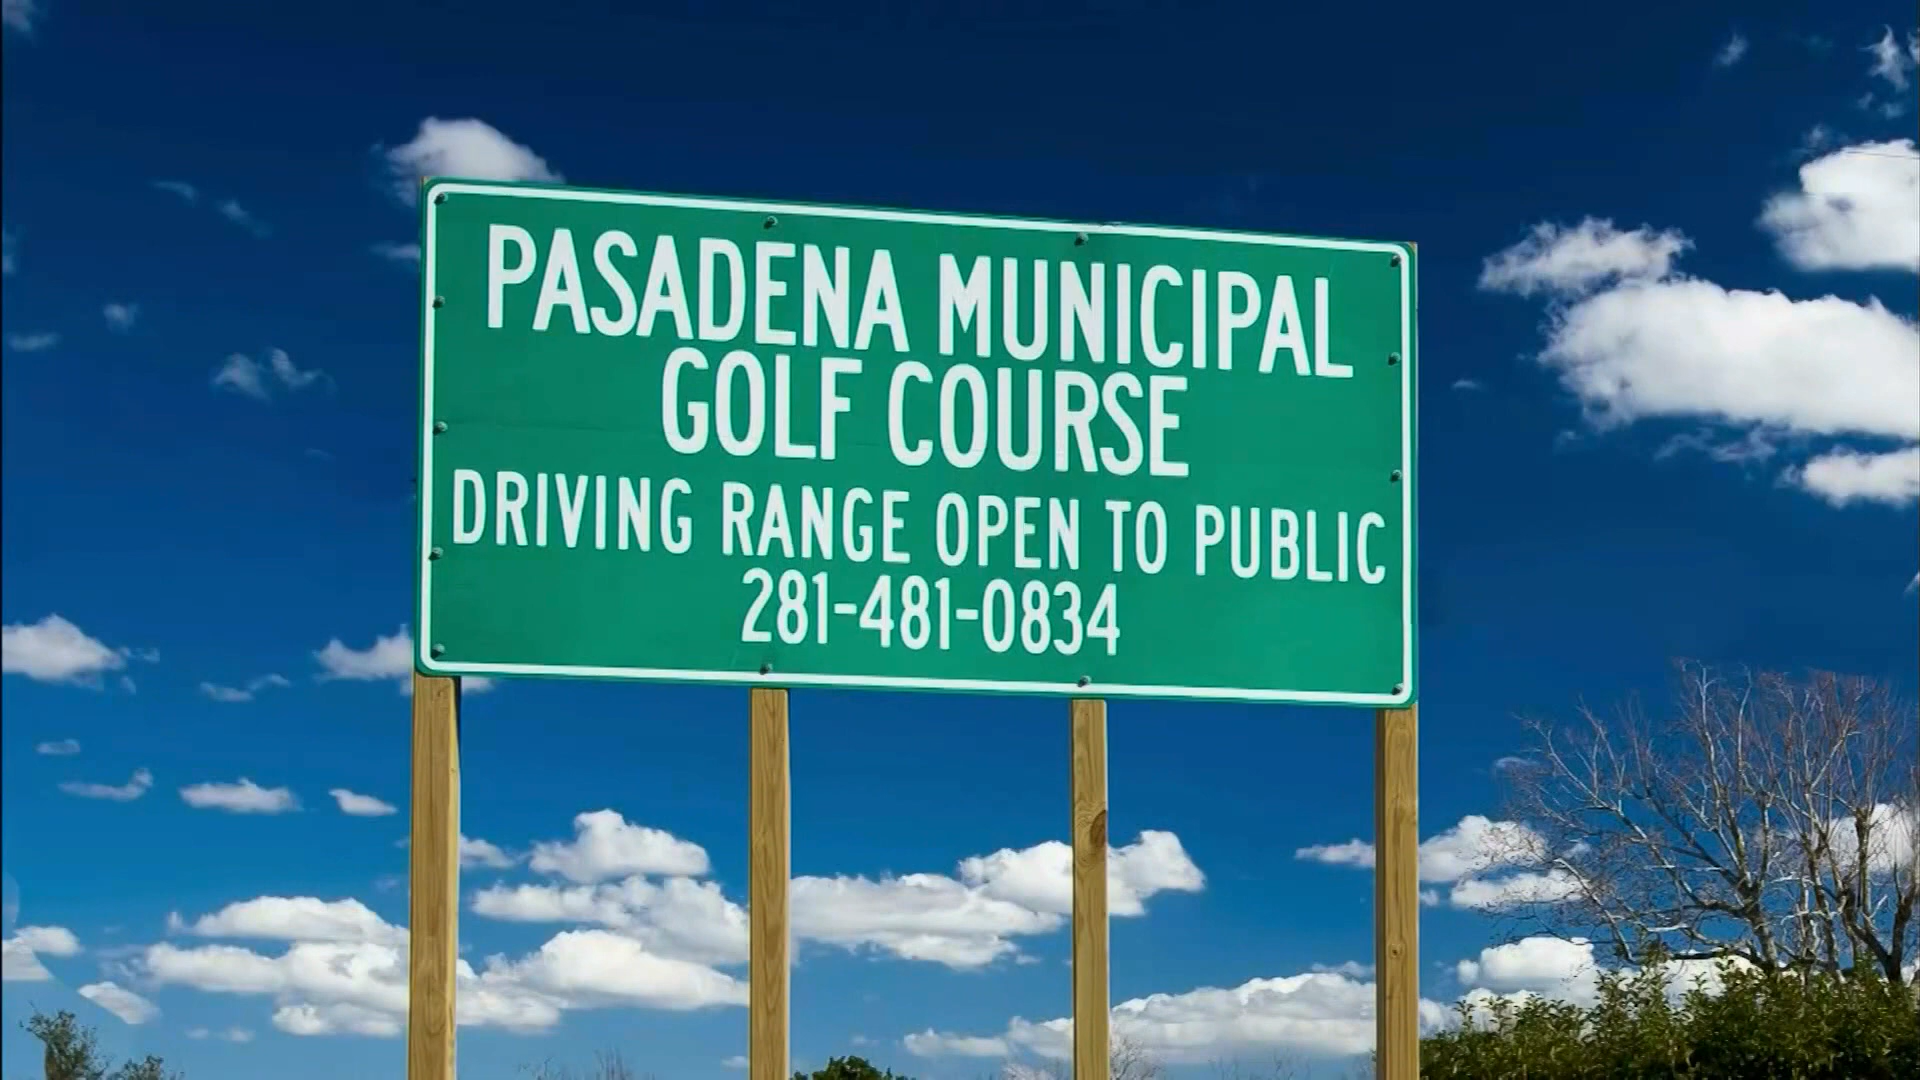 PASADENA MUNICIPAL
GOLF COURSE
DRIVING RANGE OPEN TO PUBLIC
281-481-0834